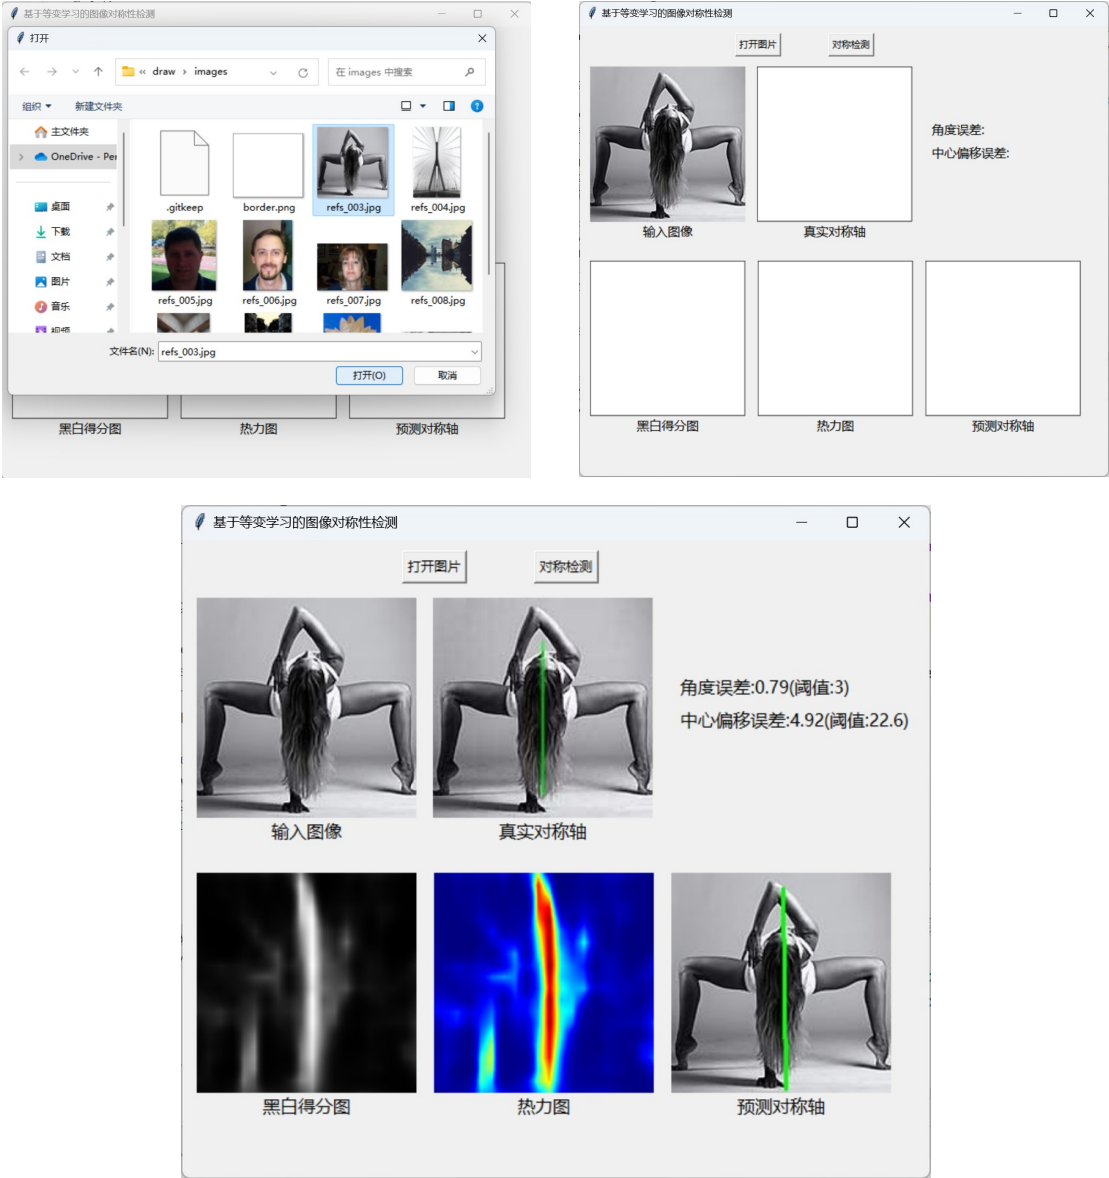 基于等变学习的图像对称性检测
打开
« draw › images
在 images 中搜索
组织
新建文件夹
主文件夹
OneDrive - Per
桌面
下载
文档
图片
音乐
视频
.gitkeep
border.png
refs_003.jpg
refs_004.jpg
refs_005.jpg
refs_006.jpg
refs_007.jpg
refs_008.jpg
文件名(N):
refs_003.jpg
打开(O)
取消
黑白得分图
热力图
预测对称轴
基于等变学习的图像对称性检测
打开图片
对称检测
角度误差:
中心偏移误差:
输入图像
真实对称轴
黑白得分图
热力图
预测对称轴
基于等变学习的图像对称性检测
打开图片
对称检测
角度误差:0.79(阈值:3)
中心偏移误差:4.92(阈值:22.6)
输入图像
真实对称轴
黑白得分图
热力图
预测对称轴